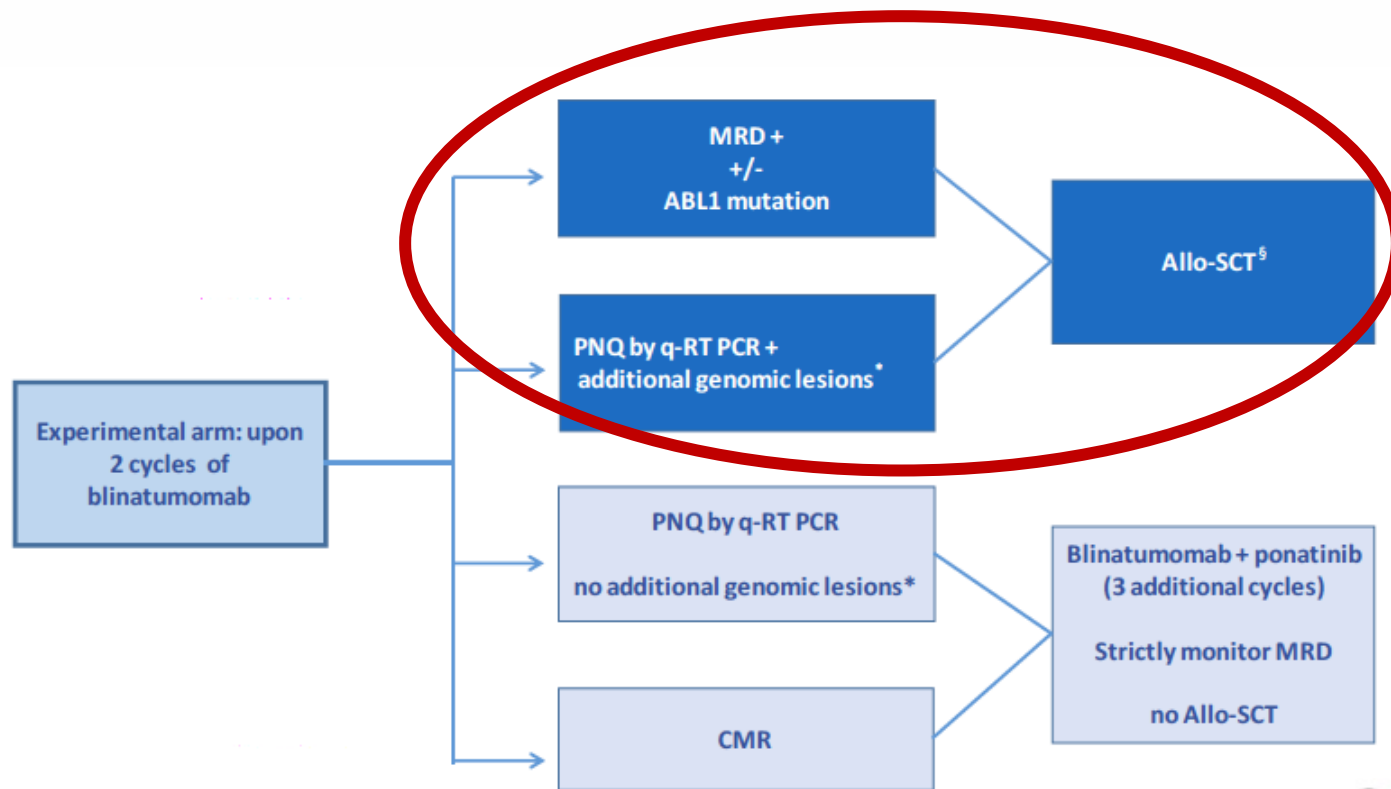 MRD +
+/-
ABL1 mutation
Allo-SCT§
PNQ by q-RT PCR +
additional genomic lesions*
Experimental arm: upon
2 cycles of
blinatumomab
PNQ by q-RT PCR
no additional genomic lesions*
Blinatumomab + ponatinib
(3 additional cycles)
Strictly monitor MRD
no Allo-SCT
CMR